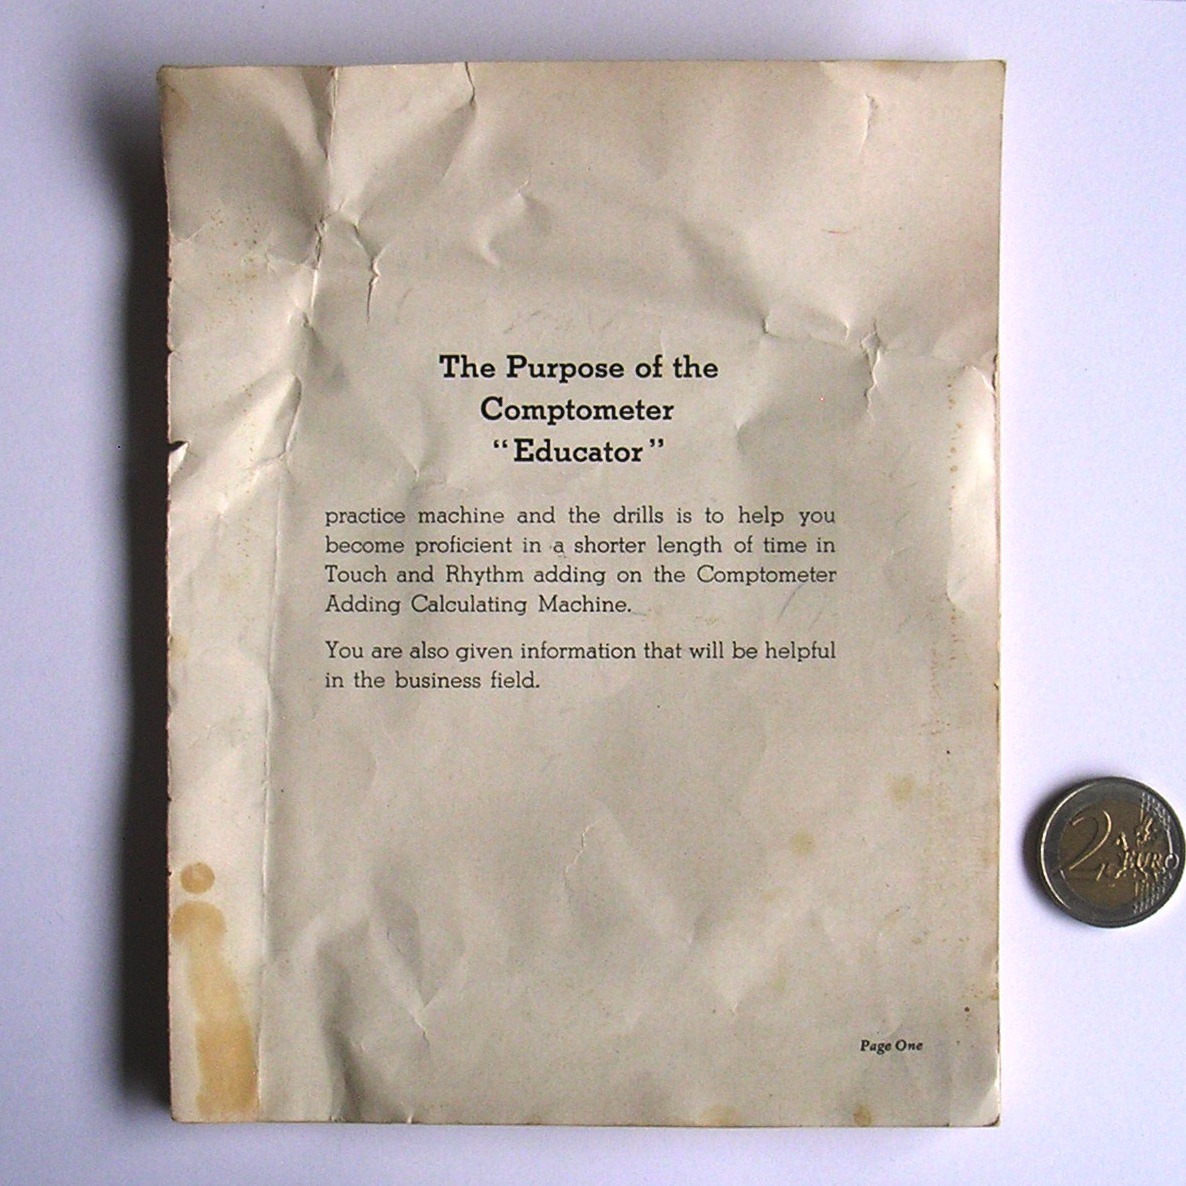 The Purpose of the
Comptometer
“Educator”
practice machine and the drills is to help you
become proficient in a shorter length of time in
Touch and Rhythm adding on the Comptometer
Adding Calculating Machine.
You are also given information that will be helpful
in the business field.
Page One
2 EURO